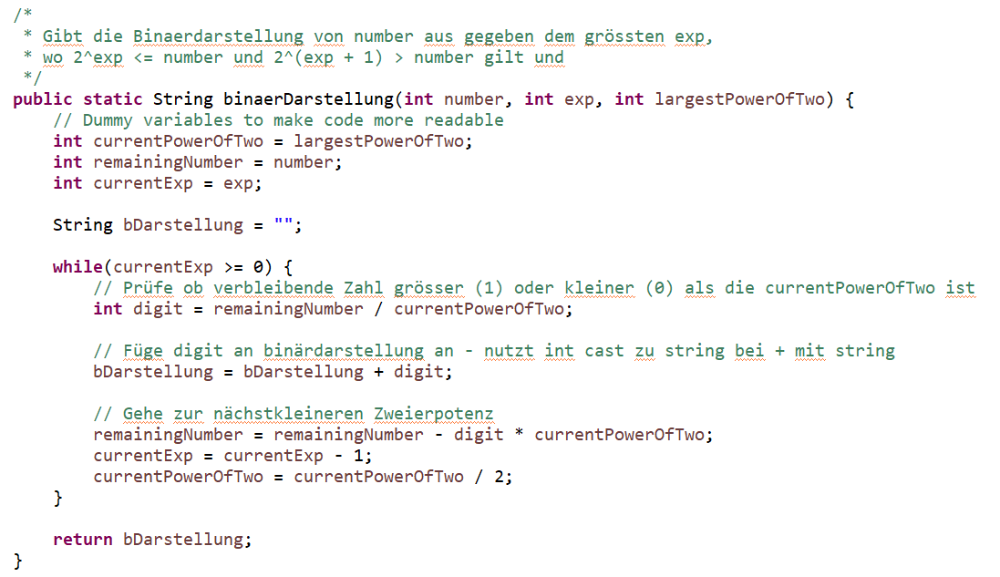 /*
 * Gibt die Binaerdarstellung von number aus gegeben dem grössten exp,
 * wo 2^exp <= number und 2^(exp + 1) > number gilt und
 */
public static String binaerDarstellung(int number, int exp, int largestPowerOfTwo) {
    // Dummy variables to make code more readable
    int currentPowerOfTwo = largestPowerOfTwo;
    int remainingNumber = number;
    int currentExp = exp;

    String bDarstellung = "";

    while(currentExp >= 0) {
        // Prüfe ob verbleibende Zahl grösser (1) oder kleiner (0) als die currentPowerOfTwo ist
        int digit = remainingNumber / currentPowerOfTwo;

        // Füge digit an binärdarstellung an - nutzt int cast zu string bei + mit string
        bDarstellung = bDarstellung + digit;

        // Gehe zur nächstkleineren Zweierpotenz
        remainingNumber = remainingNumber - digit * currentPowerOfTwo;
        currentExp = currentExp - 1;
        currentPowerOfTwo = currentPowerOfTwo / 2;
    }

    return bDarstellung;
}